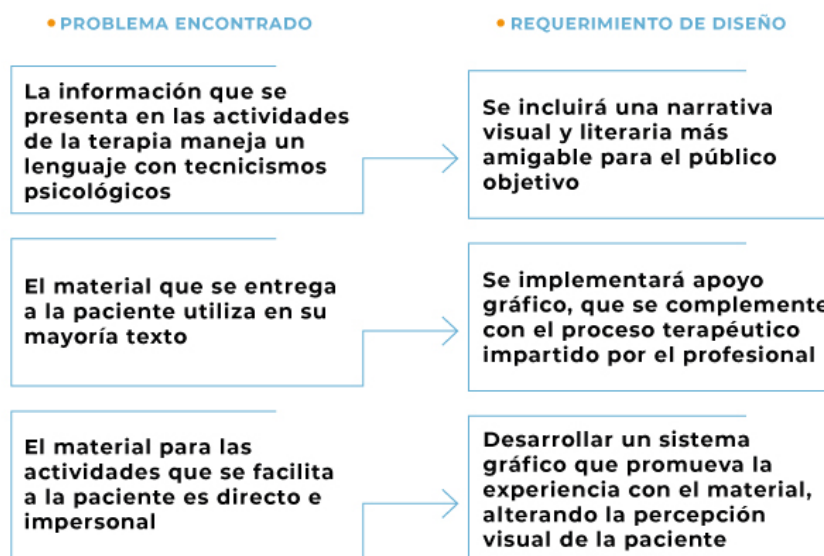 PROBLEMA ENCONTRADO
REQUERIMIENTO DE DISEÑO
La información que se
presenta en las actividades
de la terapia maneja un
lenguaje con tecnicismos
psicológicos
Se incluirá una narrativa
visual y literaria más
amigable para el público
objetivo
El material que se entrega
a la paciente utiliza en su
mayoría texto
Se implementará apoyo
gráfico, que se complemente
con el proceso terapéutico
impartido por el profesional
El material para las
actividades que se facilita
a la paciente es directo e
impersonal
Desarrollar un sistema
gráfico que promueva la
experiencia con el material,
alterando la percepción
visual de la paciente